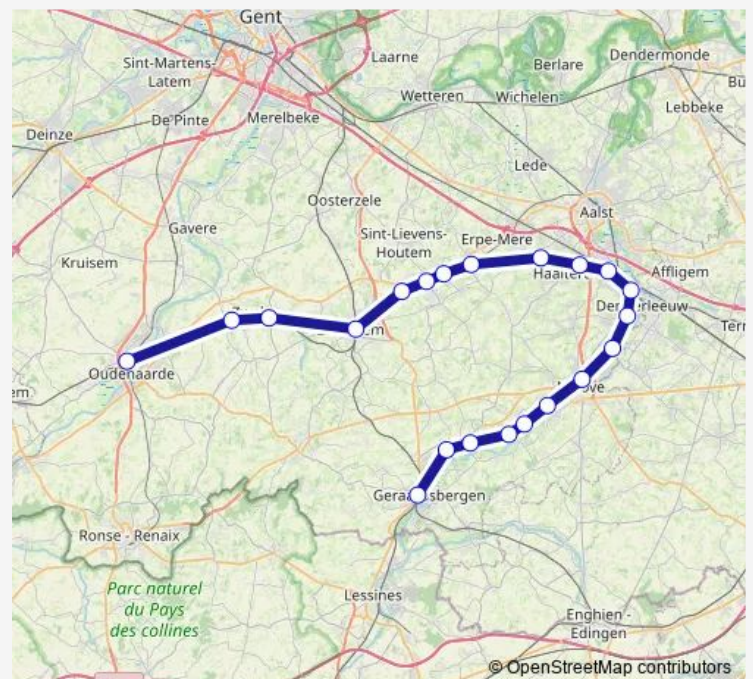 Gent
Laarne
Sint-Martens-
Latem
Berlare
Dendermonde
Wetteren
Wichelen
De Pinte
Merelbeke
Lebbeke
Deinze
Lede
Oosterzele
Aalst
Gavere
Sint-Lievens-
Houtem
Erpe-Mere
Kruisem
Affligem
Oudenaarde
Ronse - Renaix
Parc naturel
du Pays
des collines
Lessines
Enghien -
Edingen
© OpenStreetMap contributors